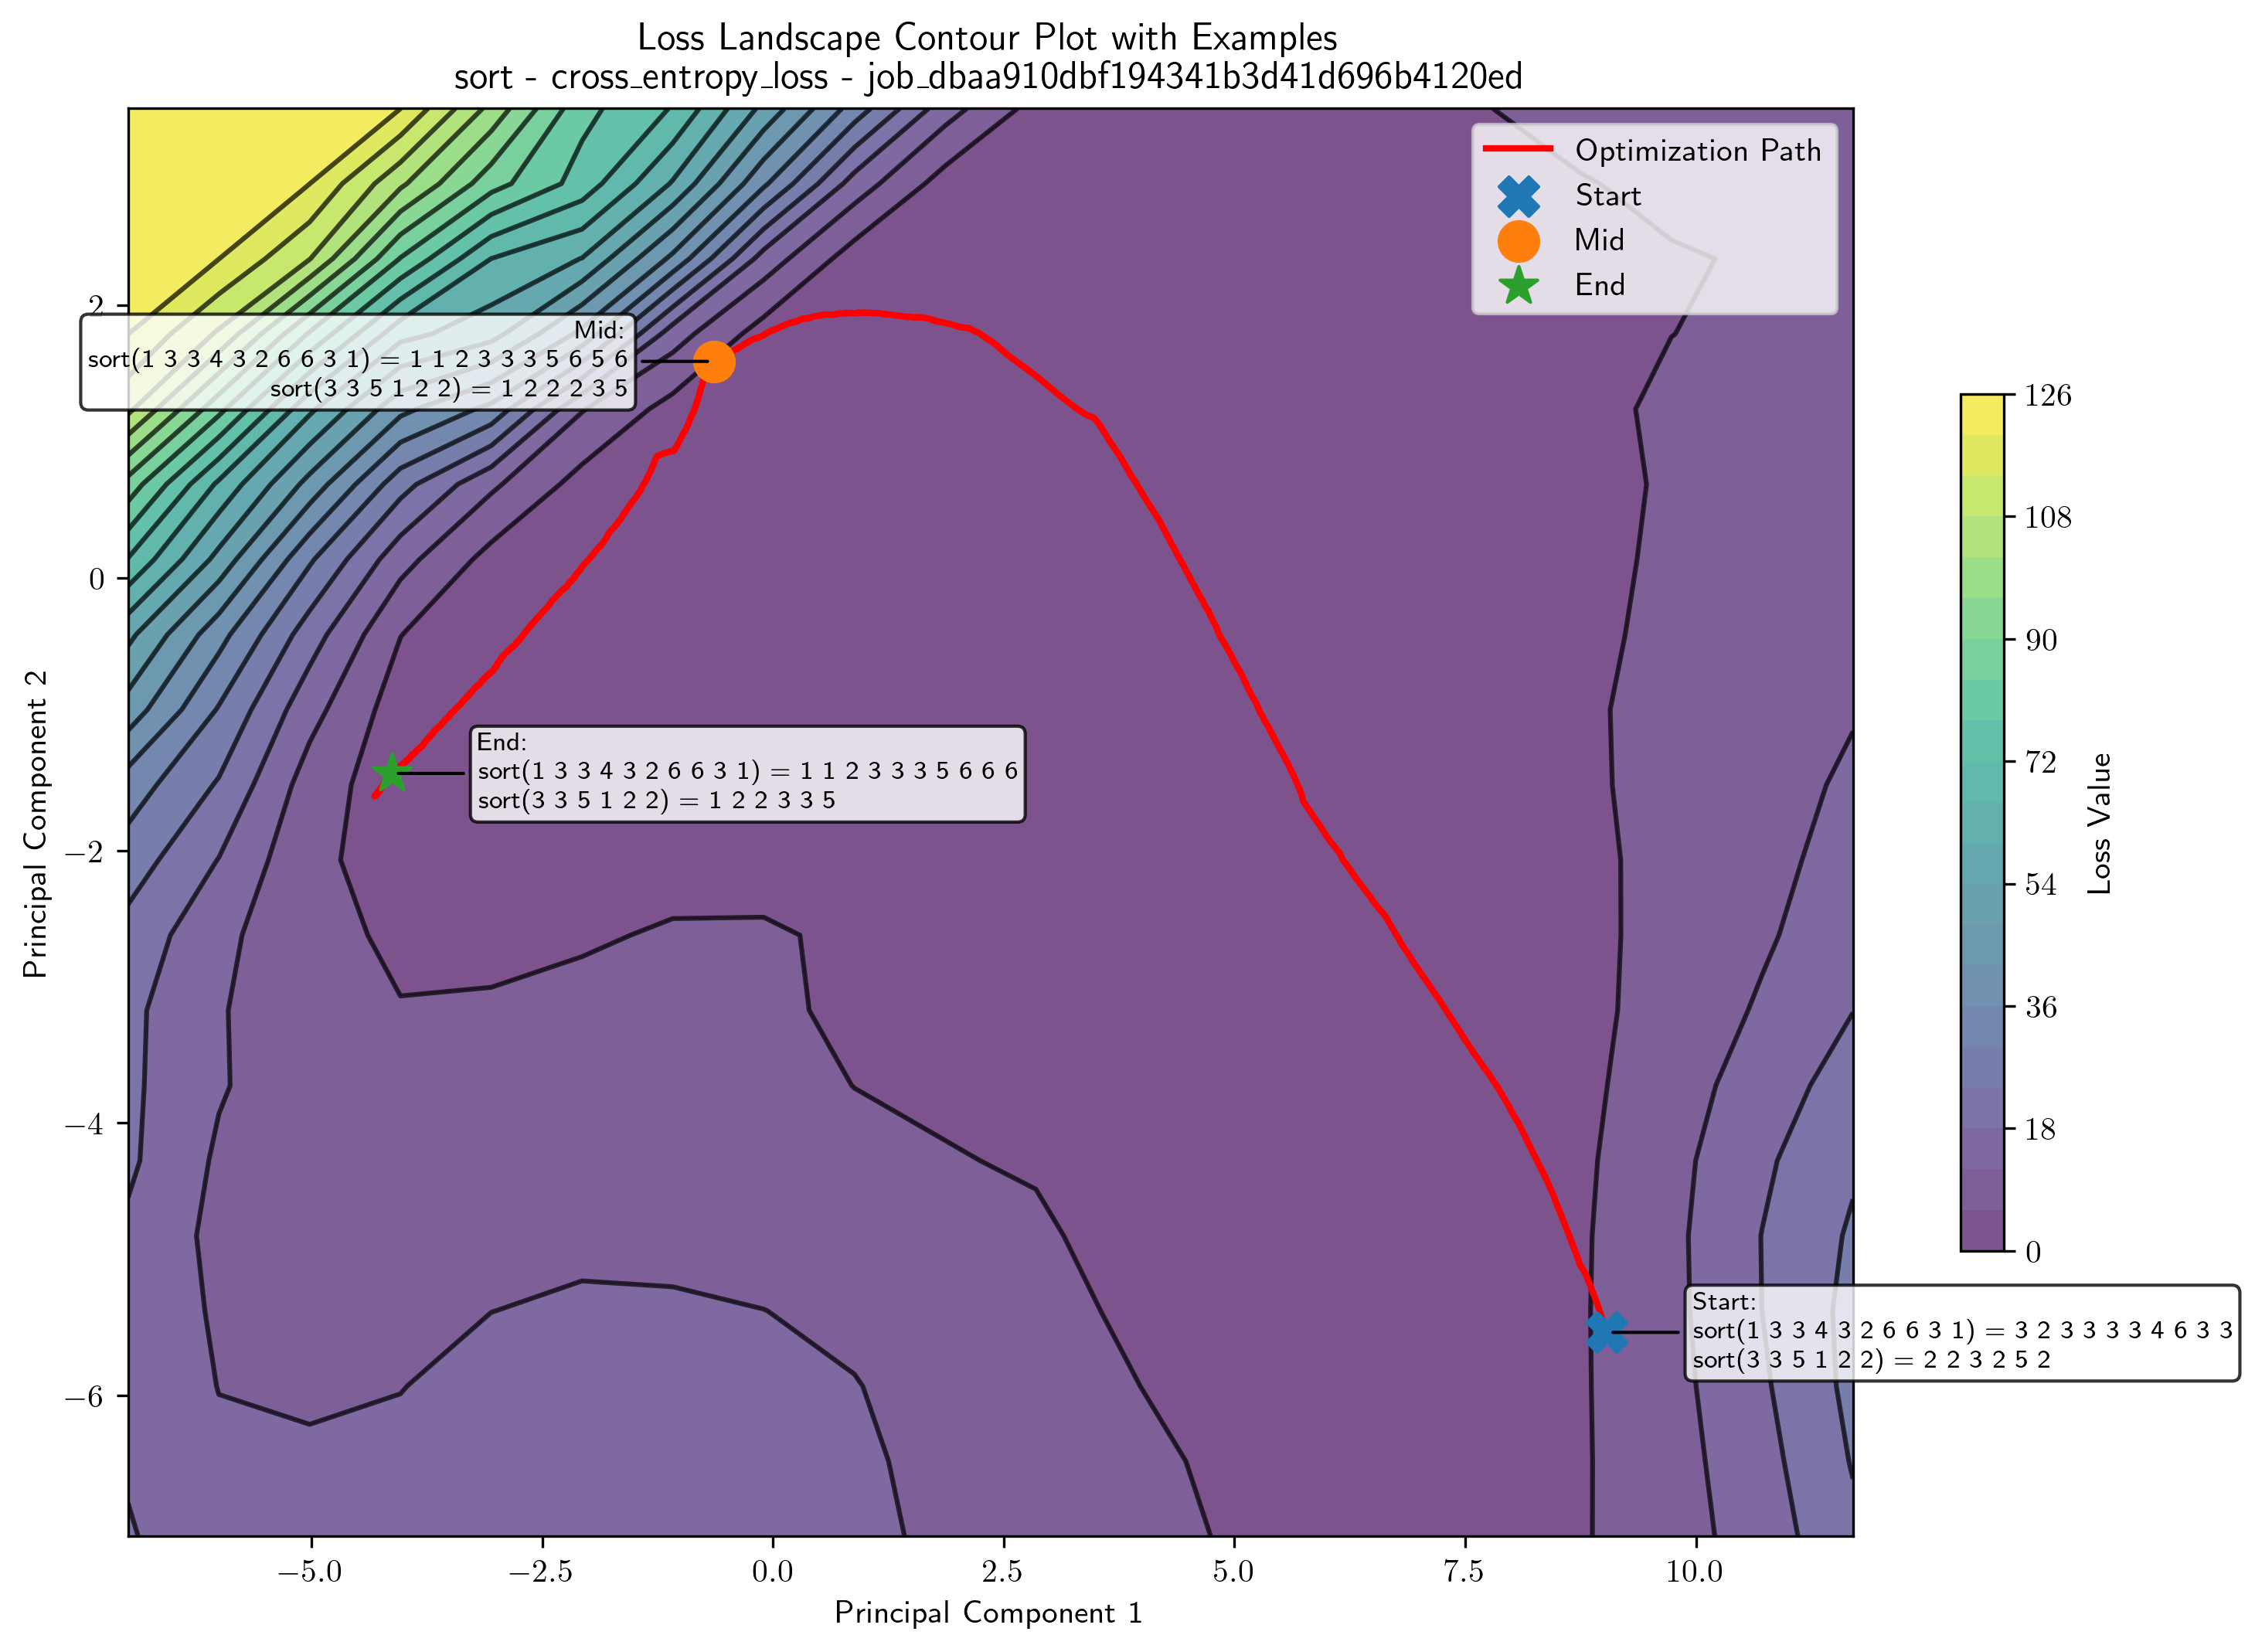 Loss Landscape Contour Plot with Examples
sort - cross_entropy_loss - job_dbaa910dbf194341b3d41d696b4120ed
Optimization Path
Start
Mid
End
2
0
−2
−4
−6
Principal Component 2
Mid:
sort(1 3 3 4 3 2 6 6 3 1) = 1 1 2 3 3 3 5 6 5 6
sort(3 3 5 1 2 2) = 1 2 2 2 3 5
End:
sort(1 3 3 4 3 2 6 6 3 1) = 1 1 2 3 3 3 5 6 6 6
sort(3 3 5 1 2 2) = 1 2 2 3 3 5
Start:
sort(1 3 3 4 3 2 6 6 3 1) = 3 2 3 3 3 3 4 6 3 3
sort(3 3 5 1 2 2) = 2 2 3 2 5 2
−5.0 −2.5 0.0 2.5 5.0 7.5 10.0
Principal Component 1
126
108
90
72
54
36
18
0
Loss Value